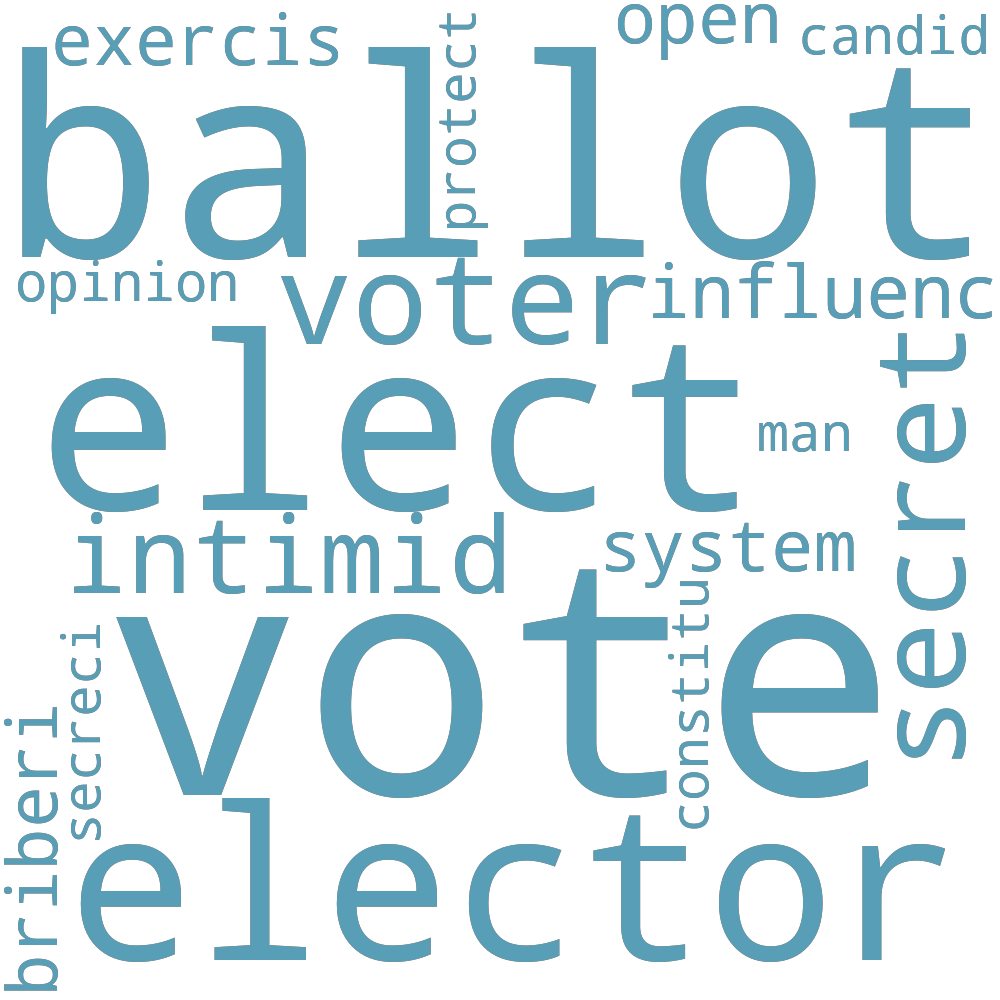 exercis
protect
open
candid
ballot
opinion
voter
influenc
elect
man
secret
intimid
system
vote
constitu
secreci
briberi
elector